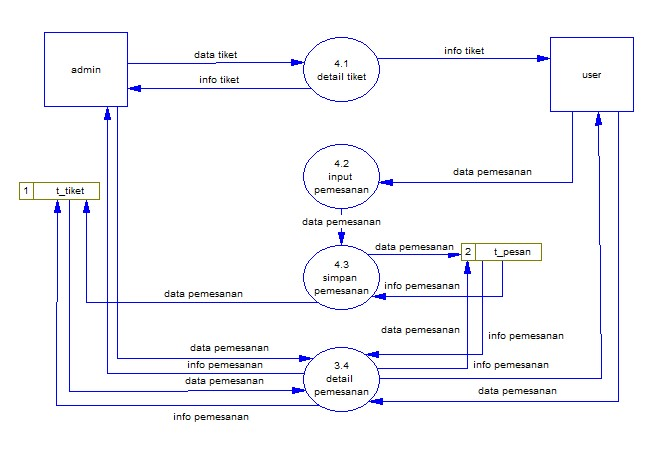 data tiket
info tiket
admin
4.1
detail tiket
info tiket
user
4.2
input
pemesanan
data pemesanan
1 t_tiket
data pemesanan
data pemesanan
2 t_pesan
4.3
simpan
pemesanan
info pemesanan
data pemesanan
data pemesanan
info pemesanan
data pemesanan
info pemesanan
data pemesanan
info pemesanan
3.4
detail
pemesanan
data pemesanan
info pemesanan